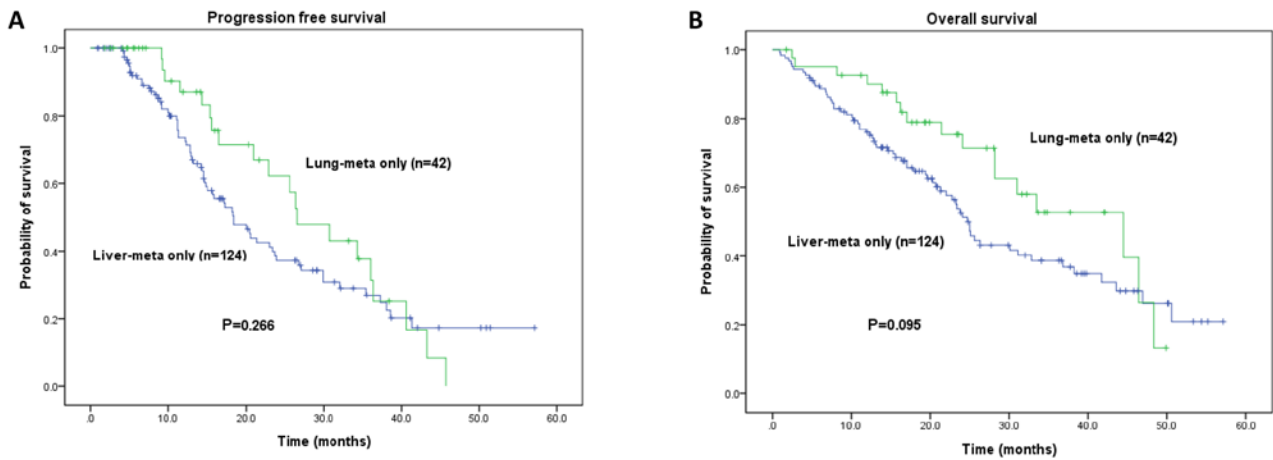 A
Progression free survival
Probability of survival
1.0
0.8
0.6
0.4
0.2
0.0
Lung-meta only (n=42)
Liver-meta only (n=124)
P=0.266
.0 10.0 20.0 30.0 40.0 50.0 60.0
Time (months)
B
Overall survival
Probability of survival
1.0
0.8
0.6
0.4
0.2
0.0
Lung-meta only (n=42)
Liver-meta only (n=124)
P=0.095
.0 10.0 20.0 30.0 40.0 50.0 60.0
Time (months)